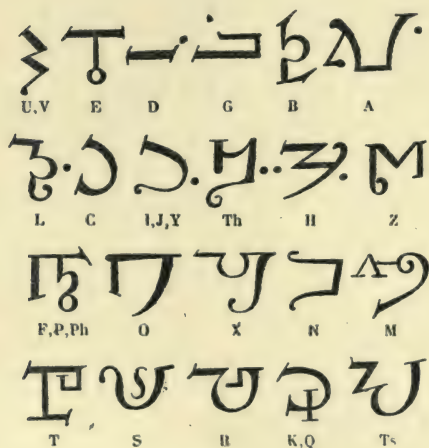 U,V E D G B A
L C I,J,Y Th H Z
F,P,Ph O X N M
T S R K,Q Ts